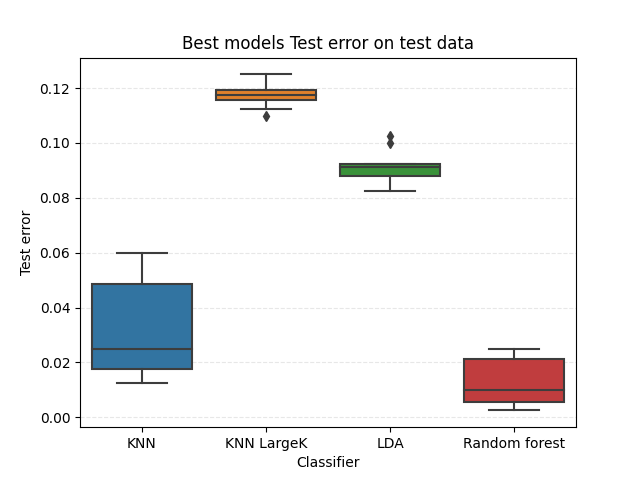 Best models Test error on test data
Test error
0.12
0.10
0.08
0.06
0.04
0.02
0.00
KNN KNN LargeK LDA Random forest
Classifier